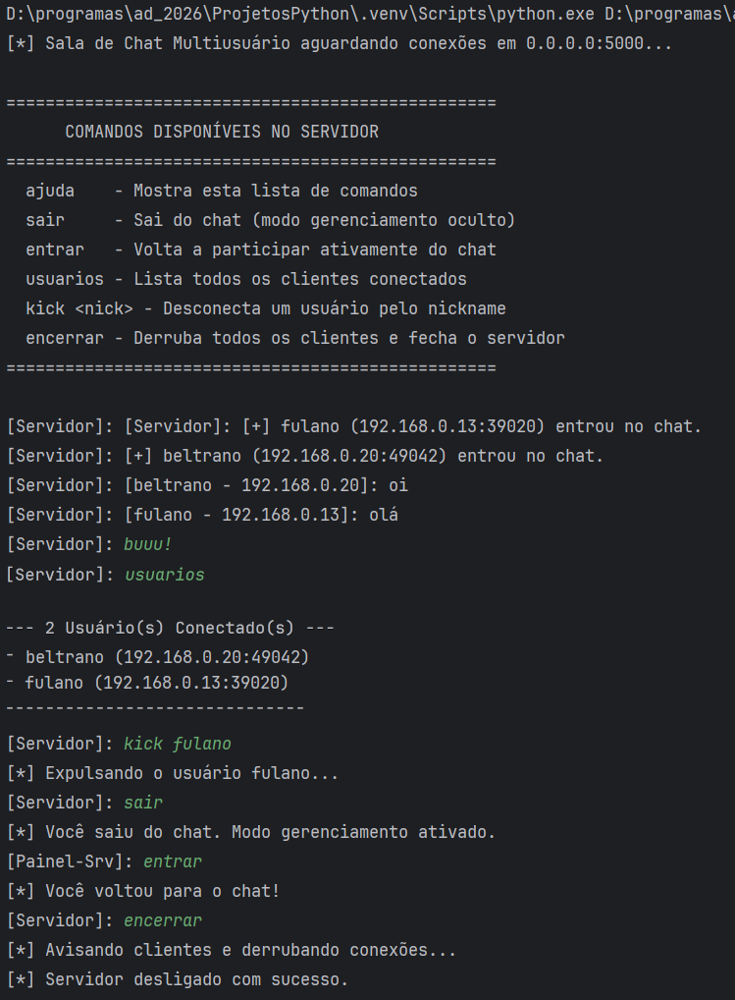 D:\programas\ad_2026\ProjetosPython\.venv\Scripts\python.exe D:\programas\
[*] Sala de Chat Multiusuário aguardando conexões em 0.0.0.0:5000...
==================================================
COMANDOS DISPONÍVEIS NO SERVIDOR
==================================================
ajuda    - Mostra esta lista de comandos
sair     - Sai do chat (modo gerenciamento oculto)
entrar   - Volta a participar ativamente do chat
usuarios - Lista todos os clientes conectados
kick <nick> - Desconecta um usuário pelo nickname
encerrar - Derruba todos os clientes e fecha o servidor
==================================================
[Servidor]: [Servidor]: [+] fulano (192.168.0.13:39020) entrou no chat.
[Servidor]: [+] beltrano (192.168.0.20:49042) entrou no chat.
[Servidor]: [beltrano - 192.168.0.20]: oi
[Servidor]: [fulano - 192.168.0.13]: olá
[Servidor]: buuu!
[Servidor]: usuarios
--- 2 Usuário(s) Conectado(s) ---
- beltrano (192.168.0.20:49042)
- fulano (192.168.0.13:39020)
------------------------------
[Servidor]: kick fulano
[*] Expulsando o usuário fulano...
[Servidor]: sair
[*] Você saiu do chat. Modo gerenciamento ativado.
[Painel-Srv]: entrar
[*] Você voltou para o chat!
[Servidor]: encerrar
[*] Avisando clientes e derrubando conexões...
[*] Servidor desligado com sucesso.